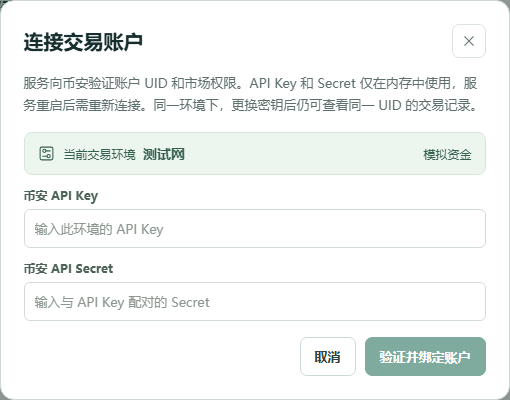 连接交易账户
服务向币安验证账户 UID 和市场权限。API Key 和 Secret 仅在内存中使用，服
务重启后需重新连接。同一环境下，更换密钥后仍可查看同一 UID 的交易记录。
当前交易环境 测试网 模拟资金
币安 API Key
输入此环境的 API Key
币安 API Secret
输入与 API Key 配对的 Secret
取消 验证并绑定账户